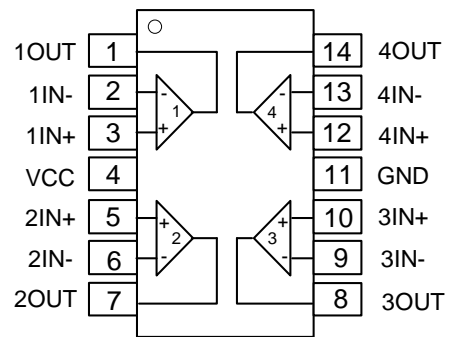 1OUT 1 14 4OUT
1IN- 2 - - 13 4IN-
1 4
1IN+ 3 + + 12 4IN+
VCC 4 11 GND
2IN+ 5 + + 10 3IN+
2 3
2IN- 6 - - 9 3IN-
2OUT 7 8 3OUT